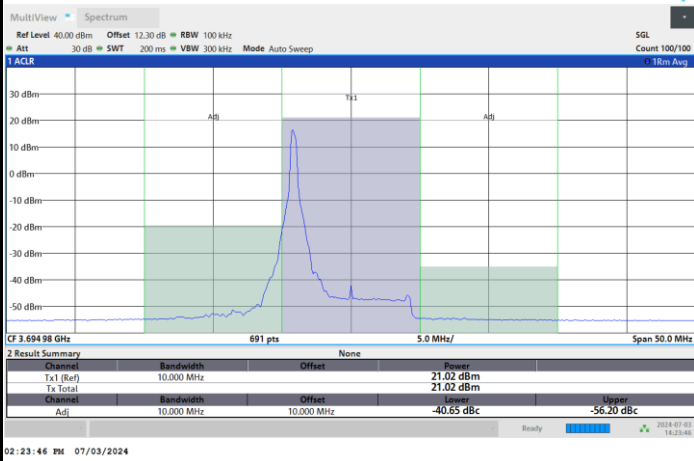 MultiView Spectrum
Ref Level 40.00 dBm Offset 12.30 dB RBW 100 kHz SGL
Att 30 dB SWT 200 ms VBW 300 kHz Mode Auto Sweep Count 100/100
1 ACLR 1Rm Avg
30 dBm
Tx1
20 dBm
Adj Adj
10 dBm
0 dBm
-10 dBm
-20 dBm
-30 dBm
-40 dBm
-50 dBm
CF 3.694 98 GHz 691 pts 5.0 MHz/ Span 50.0 MHz
2 Result Summary None
Channel Bandwidth Offset Power
Tx1 (Ref) 10.000 MHz 21.02 dBm
Tx Total 21.02 dBm
Channel Bandwidth Offset Lower Upper
Adj 10.000 MHz 10.000 MHz -40.65 dBc -56.20 dBc
Ready 2024-07-03
14:23:46
02:23:46 PM 07/03/2024